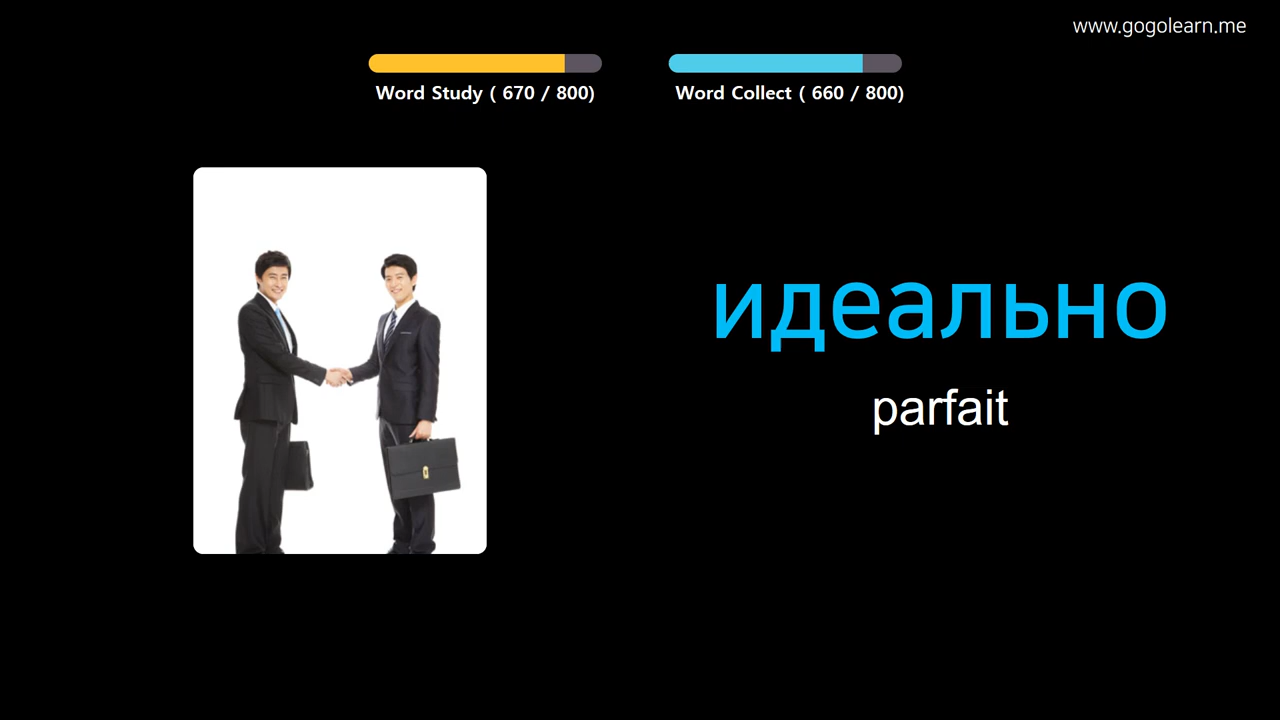 www.gogolearn.me
Word Study ( 670 / 800)
Word Collect ( 660 / 800)
идеально
parfait